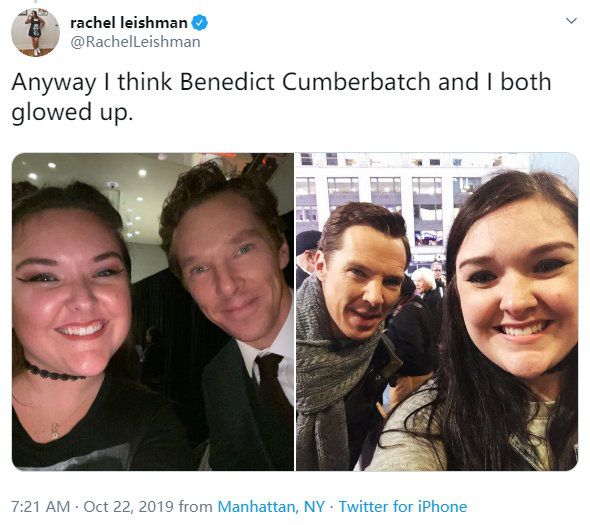 rachel leishman
@RachelLeishman
Anyway I think Benedict Cumberbatch and I both
glowed up.
7:21 AM · Oct 22, 2019 from Manhattan, NY · Twitter for iPhone